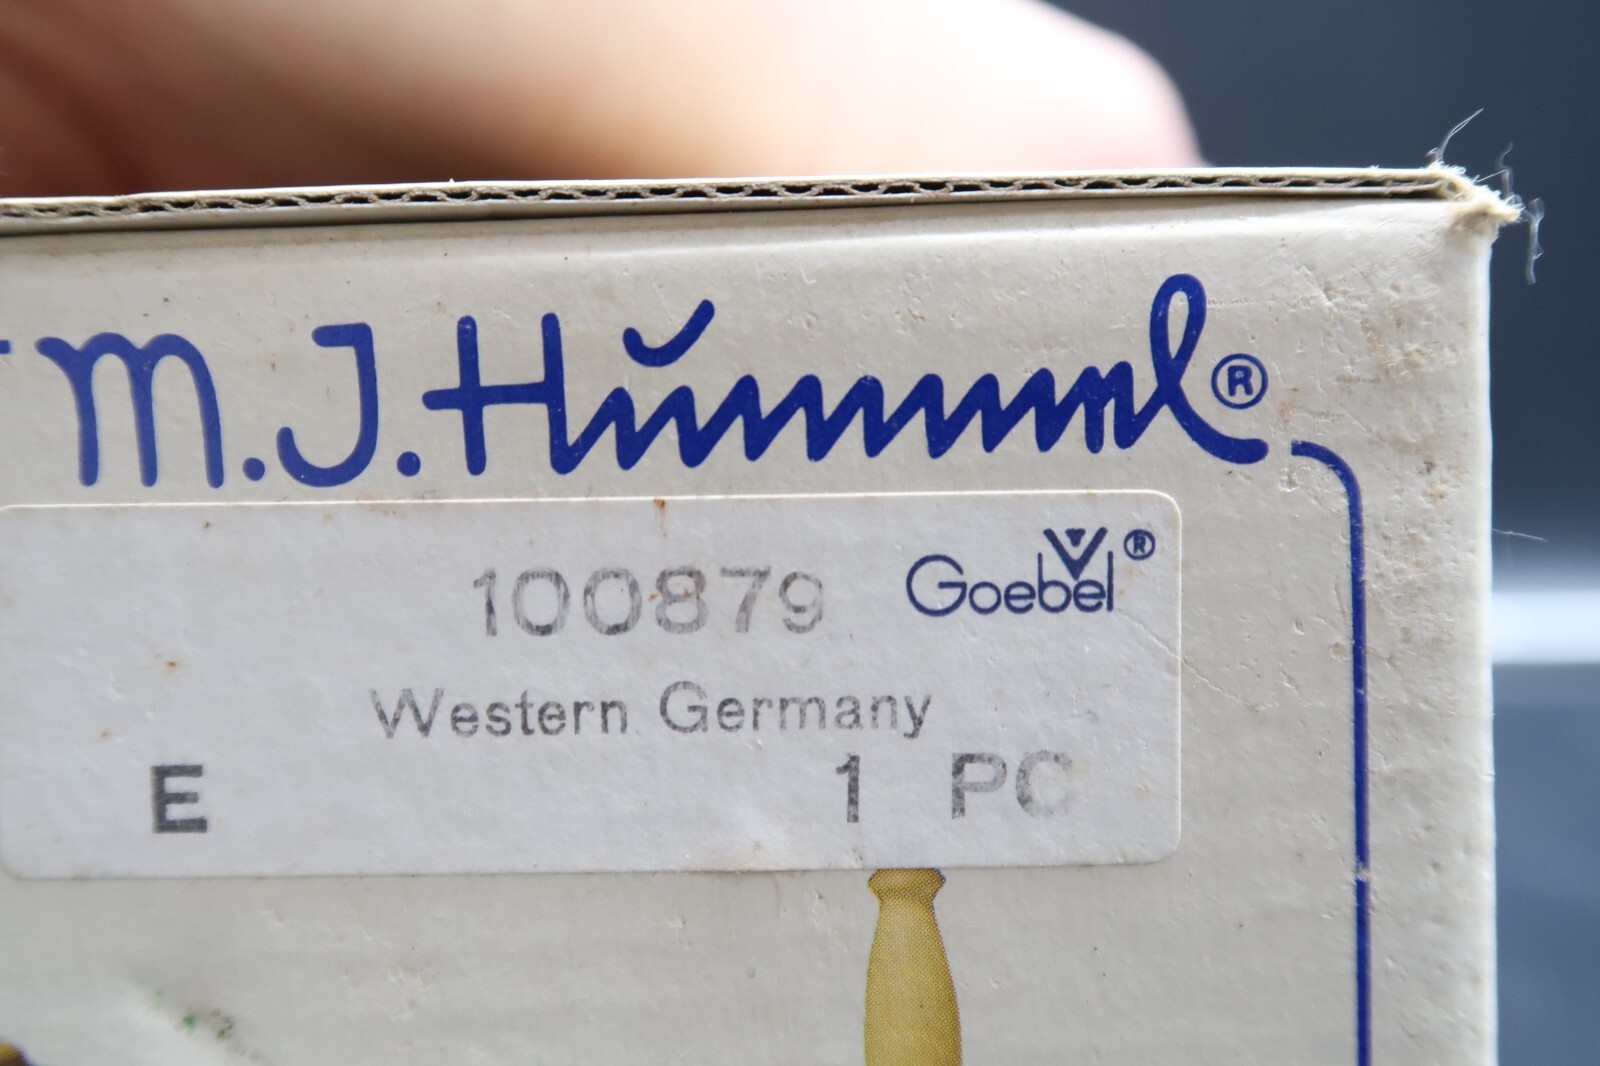 M.J.Hummel®
100879 Goebel®
Western Germany
E 1 PC